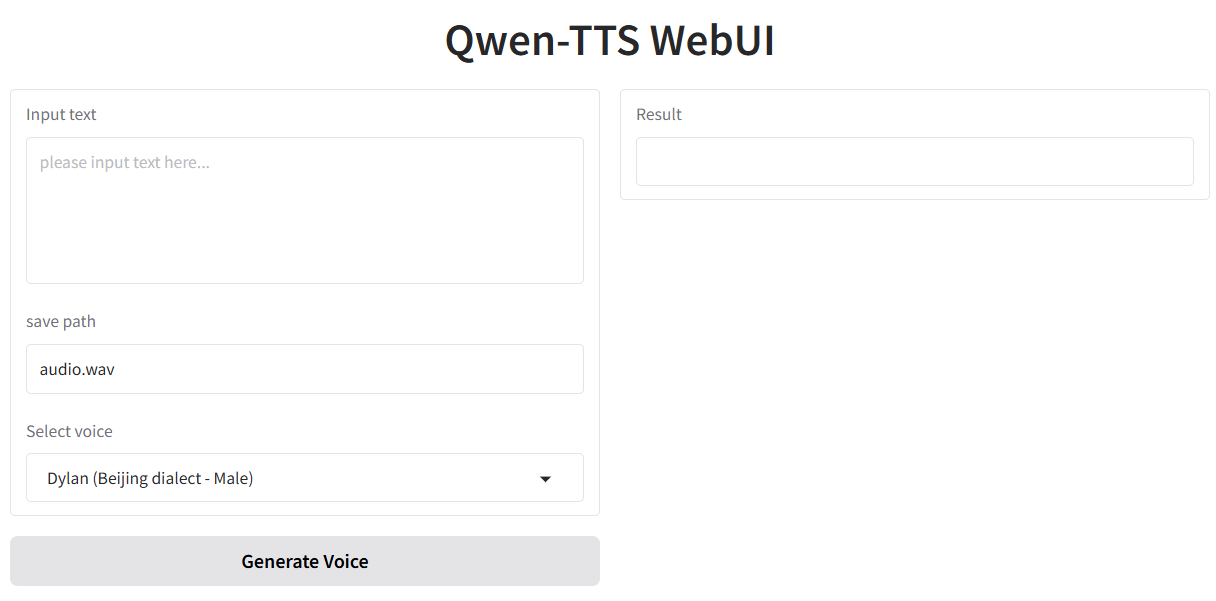 Qwen-TTS WebUI
Input text
please input text here...
save path
audio.wav
Select voice
Dylan (Beijing dialect - Male)
Generate Voice
Result